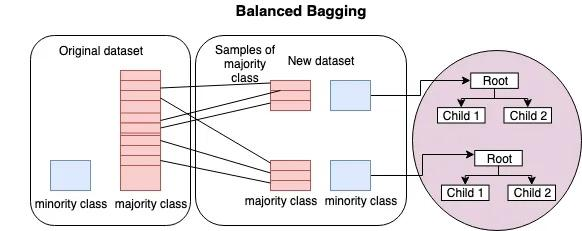 Balanced Bagging
Original dataset
Samples of
majority
class
New dataset
Root
Child 1
Child 2
Root
Child 1
Child 2
minority class
majority class
majority class
minority class